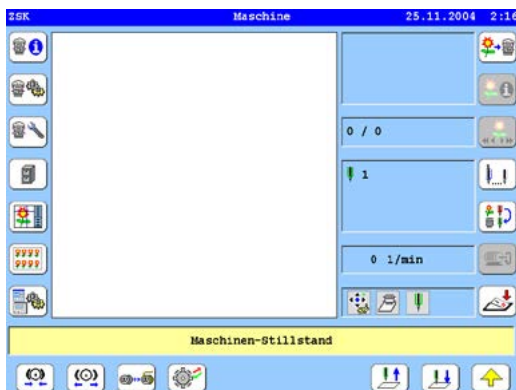 ZSK Maschine 25.11.2004 2:16
0 / 0
1
0 1/min
Maschinen-Stillstand